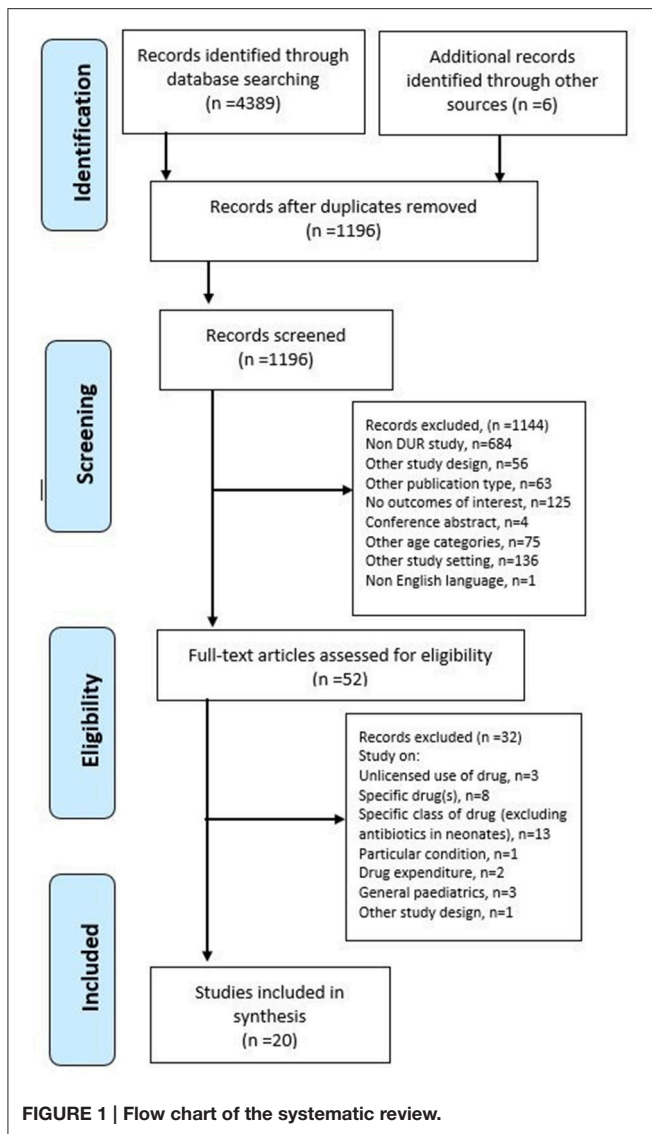 Identification
Records identified through
database searching
(n =4389)
Additional records
identified through other
sources (n =6)
Records after duplicates removed
(n =1196)
Screening
Records screened
(n =1196)
Records excluded, (n =1144)
Non DUR study, n=684
Other study design, n=56
Other publication type, n=63
No outcomes of interest, n=125
Conference abstract, n=4
Other age categories, n=75
Other study setting, n=136
Non English language, n=1
Eligibility
Full-text articles assessed for eligibility
(n =52)
Records excluded (n =32)
Study on:
Unlicensed use of drug, n=3
Specific drug(s), n=8
Specific class of drug (excluding
antibiotics in neonates), n=13
Particular condition, n=1
Drug expenditure, n=2
General paediatrics, n=3
Other study design, n=1
Included
Studies included in
synthesis
(n =20)
FIGURE 1 | Flow chart of the systematic review.